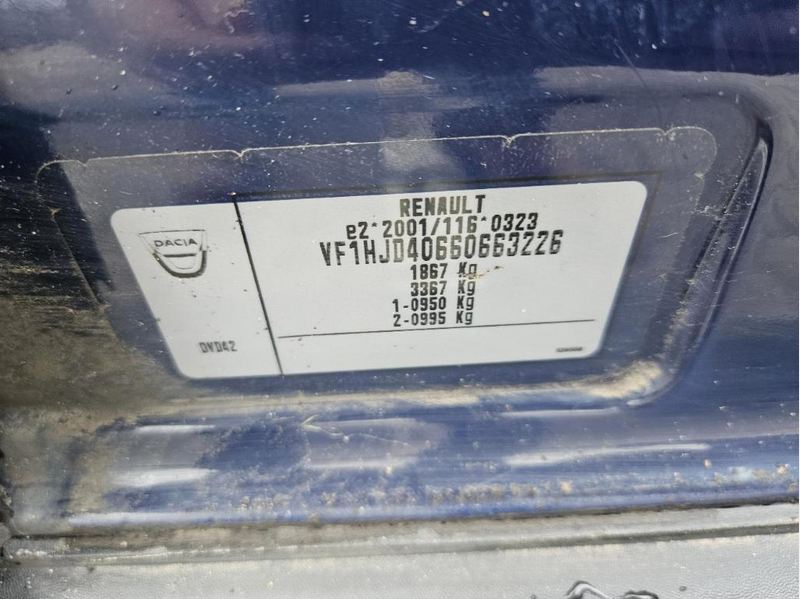 RENAULT
e2*2001/116*0323
VF1HJD40660663226
1867 Kg
3367 Kg
1-0950 Kg
2-0995 Kg
DACIA
DVD42